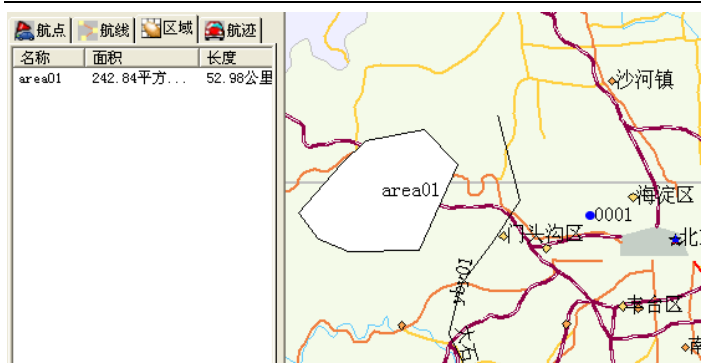 航点 航线 区域 航迹
名称 面积 长度
area01 242.84平方... 52.98公里
沙河镇
area01
海淀区
0001
门头沟区
北
丰台区